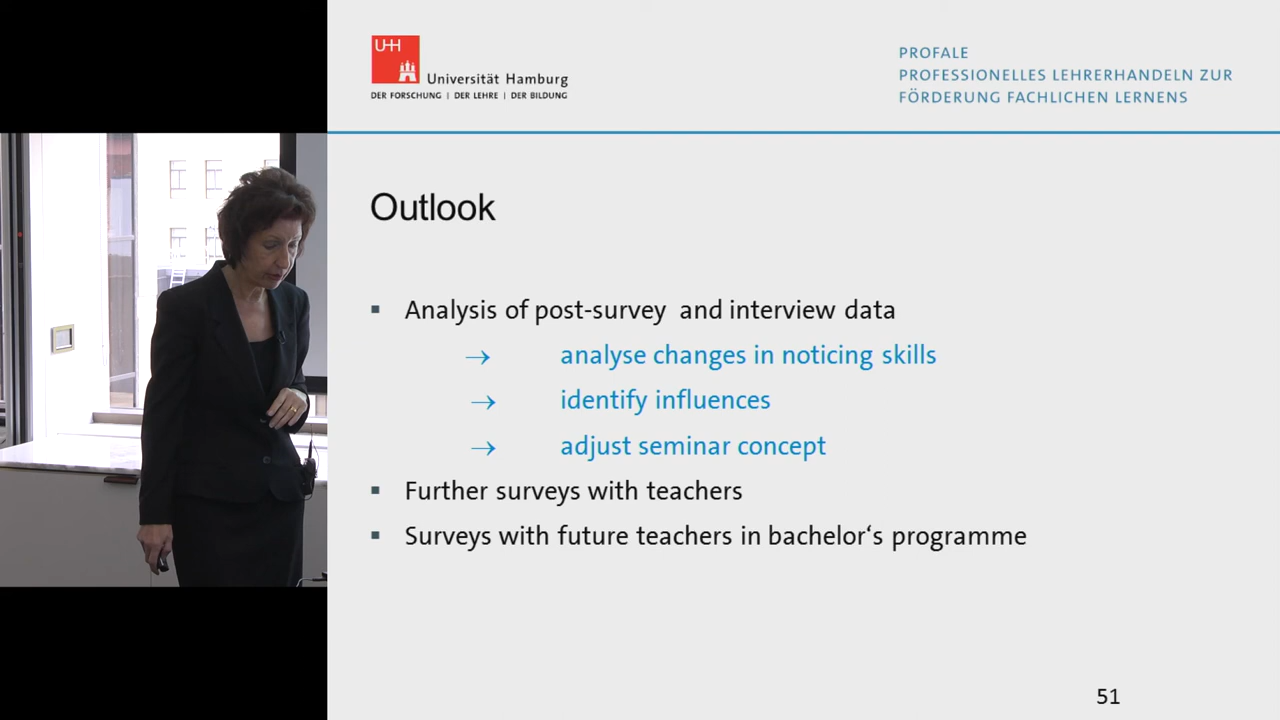 UHH
Universität Hamburg
DER FORSCHUNG | DER LEHRE | DER BILDUNG
PROFALE
PROFESSIONELLES LEHRERHANDELN ZUR
FÖRDERUNG FACHLICHEN LERNENS
Outlook
▪ Analysis of post-survey and interview data
→ analyse changes in noticing skills
→ identify influences
→ adjust seminar concept
▪ Further surveys with teachers
▪ Surveys with future teachers in bachelor‘s programme
51